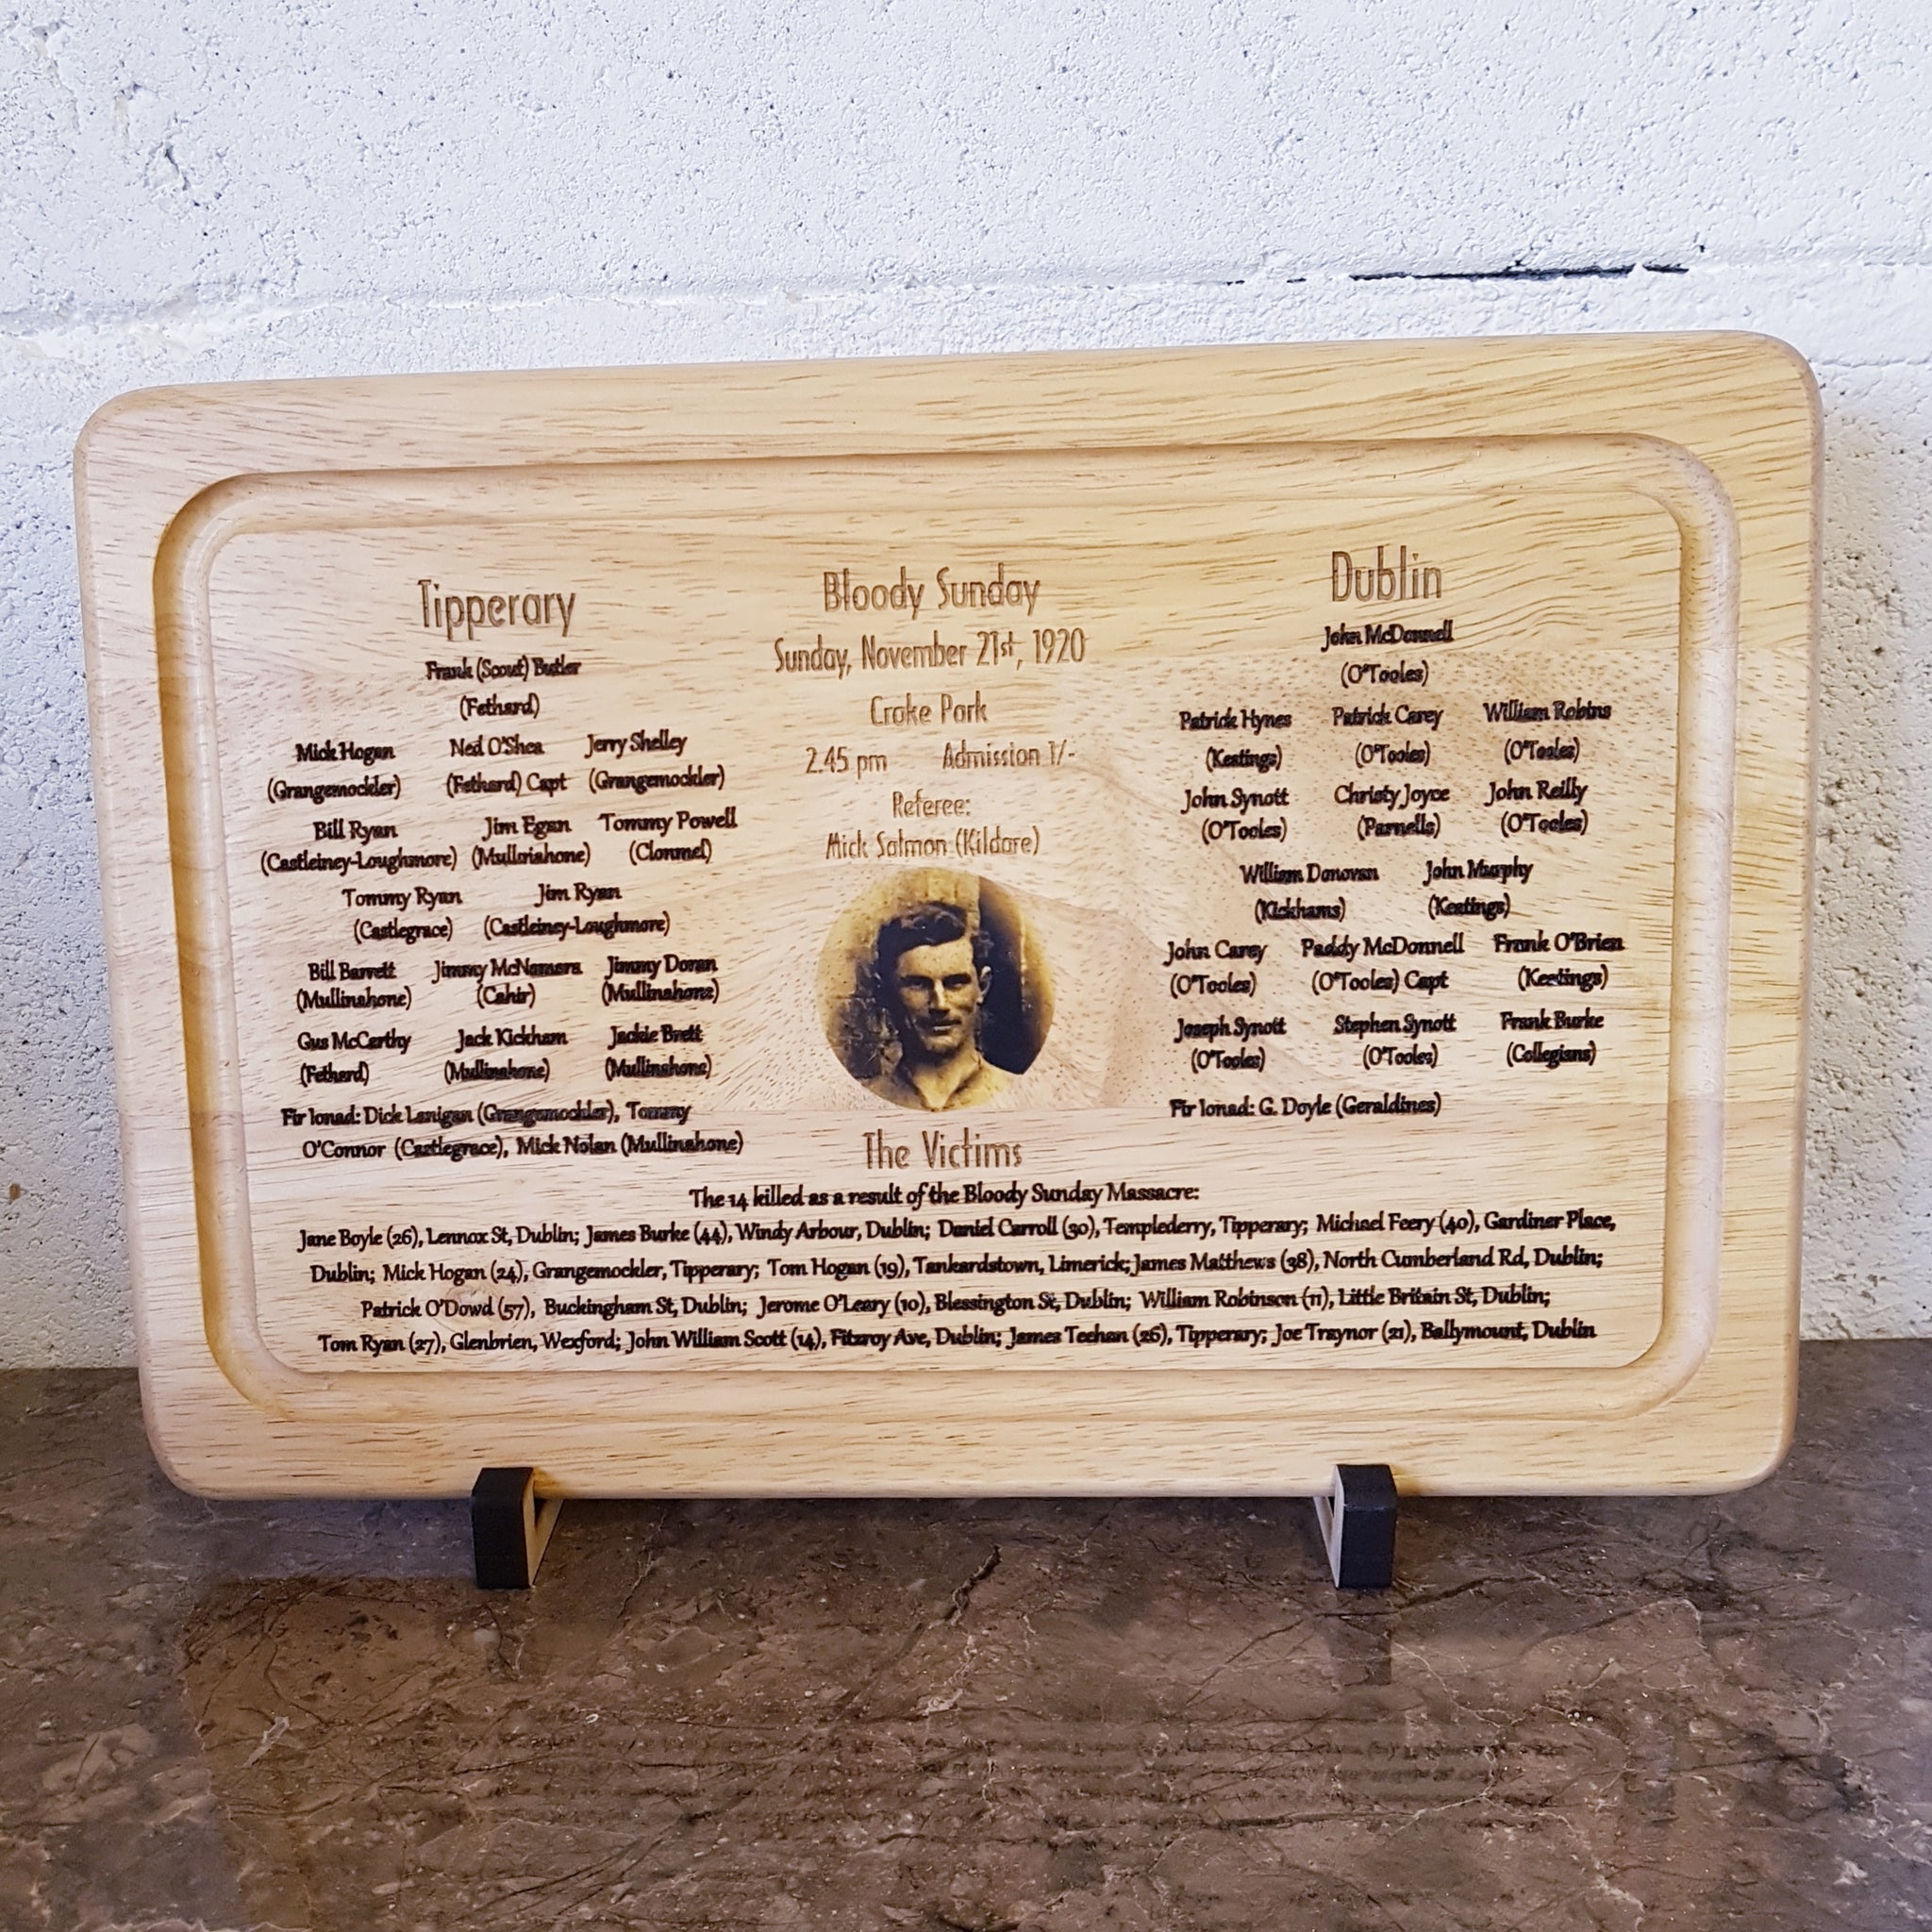 Tipperary
Frank (Scout) Butler
(Fethard)
Mick Hogan Ned O'Shea Jerry Shelley
(Grangemockler) (Fethard) Capt (Grangemockler)
Bill Ryan Jim Egan Tommy Powell
(Castleiney-Loughmore) (Mullinahone) (Clonmel)
Tommy Ryan Jim Ryan
(Castlegrace) (Castleiney-Loughmore)
Bill Barrett Jimmy McNamara Jimmy Doran
(Mullinahone) (Cahir) (Mullinahone)
Gus McCarthy Jack Kickham Jackie Brett
(Fethard) (Mullinahone) (Mullinahone)
Fir Ionad: Dick Lanigan (Grangemockler), Tommy
O'Connor (Castlegrace), Mick Nolan (Mullinahone)
Bloody Sunday
Sunday, November 21st, 1920
Croke Park
2.45 pm Admission 1/-
Referee:
Mick Salmon (Kildare)
Dublin
John McDonnell
(O'Tooles)
Patrick Hynes Patrick Carey William Robins
(Keatings) (O'Tooles) (O'Tooles)
John Synott Christy Joyce John Reilly
(O'Tooles) (Parnells) (O'Tooles)
William Donovan John Murphy
(Kickhams) (Keatings)
John Carey Paddy McDonnell Frank O'Brien
(O'Tooles) (O'Tooles) Capt (Keatings)
Joseph Synott Stephen Synott Frank Burke
(O'Tooles) (O'Tooles) (Collegians)
Fir Ionad: G. Doyle (Geraldines)
The Victims
The 14 killed as a result of the Bloody Sunday Massacre:
Jane Boyle (26), Lennox St, Dublin; James Burke (44), Windy Arbour, Dublin; Daniel Carroll (30), Templederry, Tipperary; Michael Feery (40), Gardiner Place,
Dublin; Mick Hogan (24), Grangemockler, Tipperary; Tom Hogan (19), Tankardstown, Limerick; James Matthews (38), North Cumberland Rd, Dublin;
Patrick O'Dowd (57), Buckingham St, Dublin; Jerome O'Leary (10), Blessington St, Dublin; William Robinson (11), Little Britain St, Dublin;
Tom Ryan (27), Glenbrien, Wexford; John William Scott (14), Fitzroy Ave, Dublin; James Teehan (26), Tipperary; Joe Traynor (21), Ballymount, Dublin